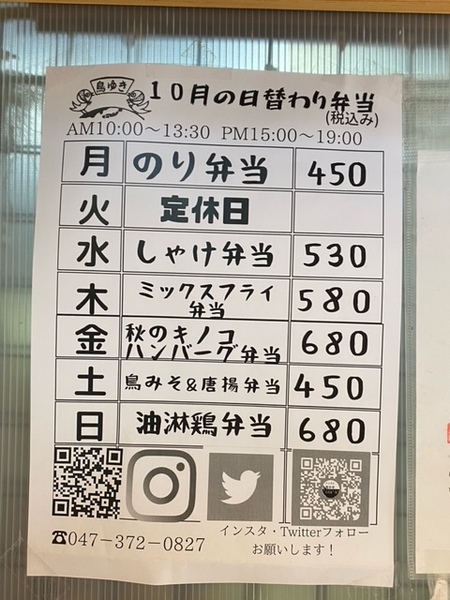 鳥ゆき
10月の日替わり弁当
(税込み)
AM10:00～13:30 PM15:00～19:00
月 のり弁当 450
火 定休日
水 しゃけ弁当 530
木 ミックスフライ
弁当 580
金 秋のキノコ
ハンバーグ弁当 680
土 鳥みそ&唐揚弁当 450
日 油淋鶏弁当 680
☎047-372-0827
インスタ・Twitterフォロー
お願いします！